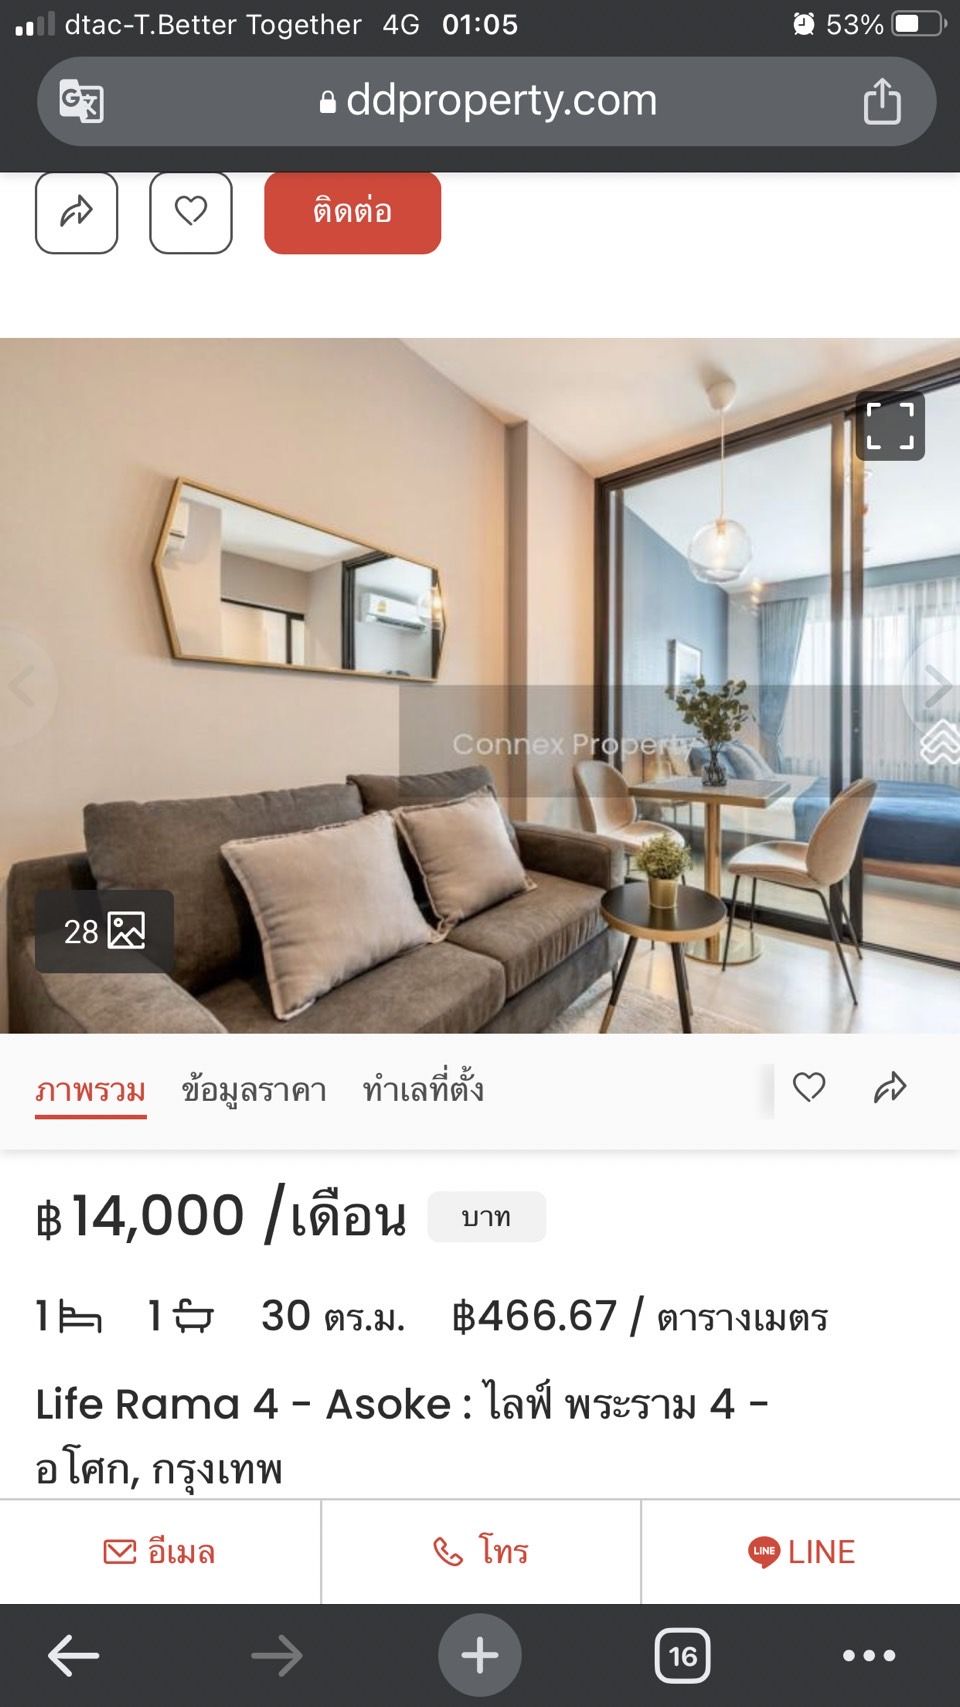 dtac-T.Better Together 4G 01:05 53%
ddproperty.com
ติดต่อ
Connex Property
28
ภาพรวม ข้อมูลราคา ทำเลที่ตั้ง
฿14,000 /เดือน บาท
1 1 30 ตร.ม. ฿466.67 / ตารางเมตร
Life Rama 4 - Asoke : ไลฟ์ พระราม 4 -
อโศก, กรุงเทพ
อีเมล โทร LINE LINE
16